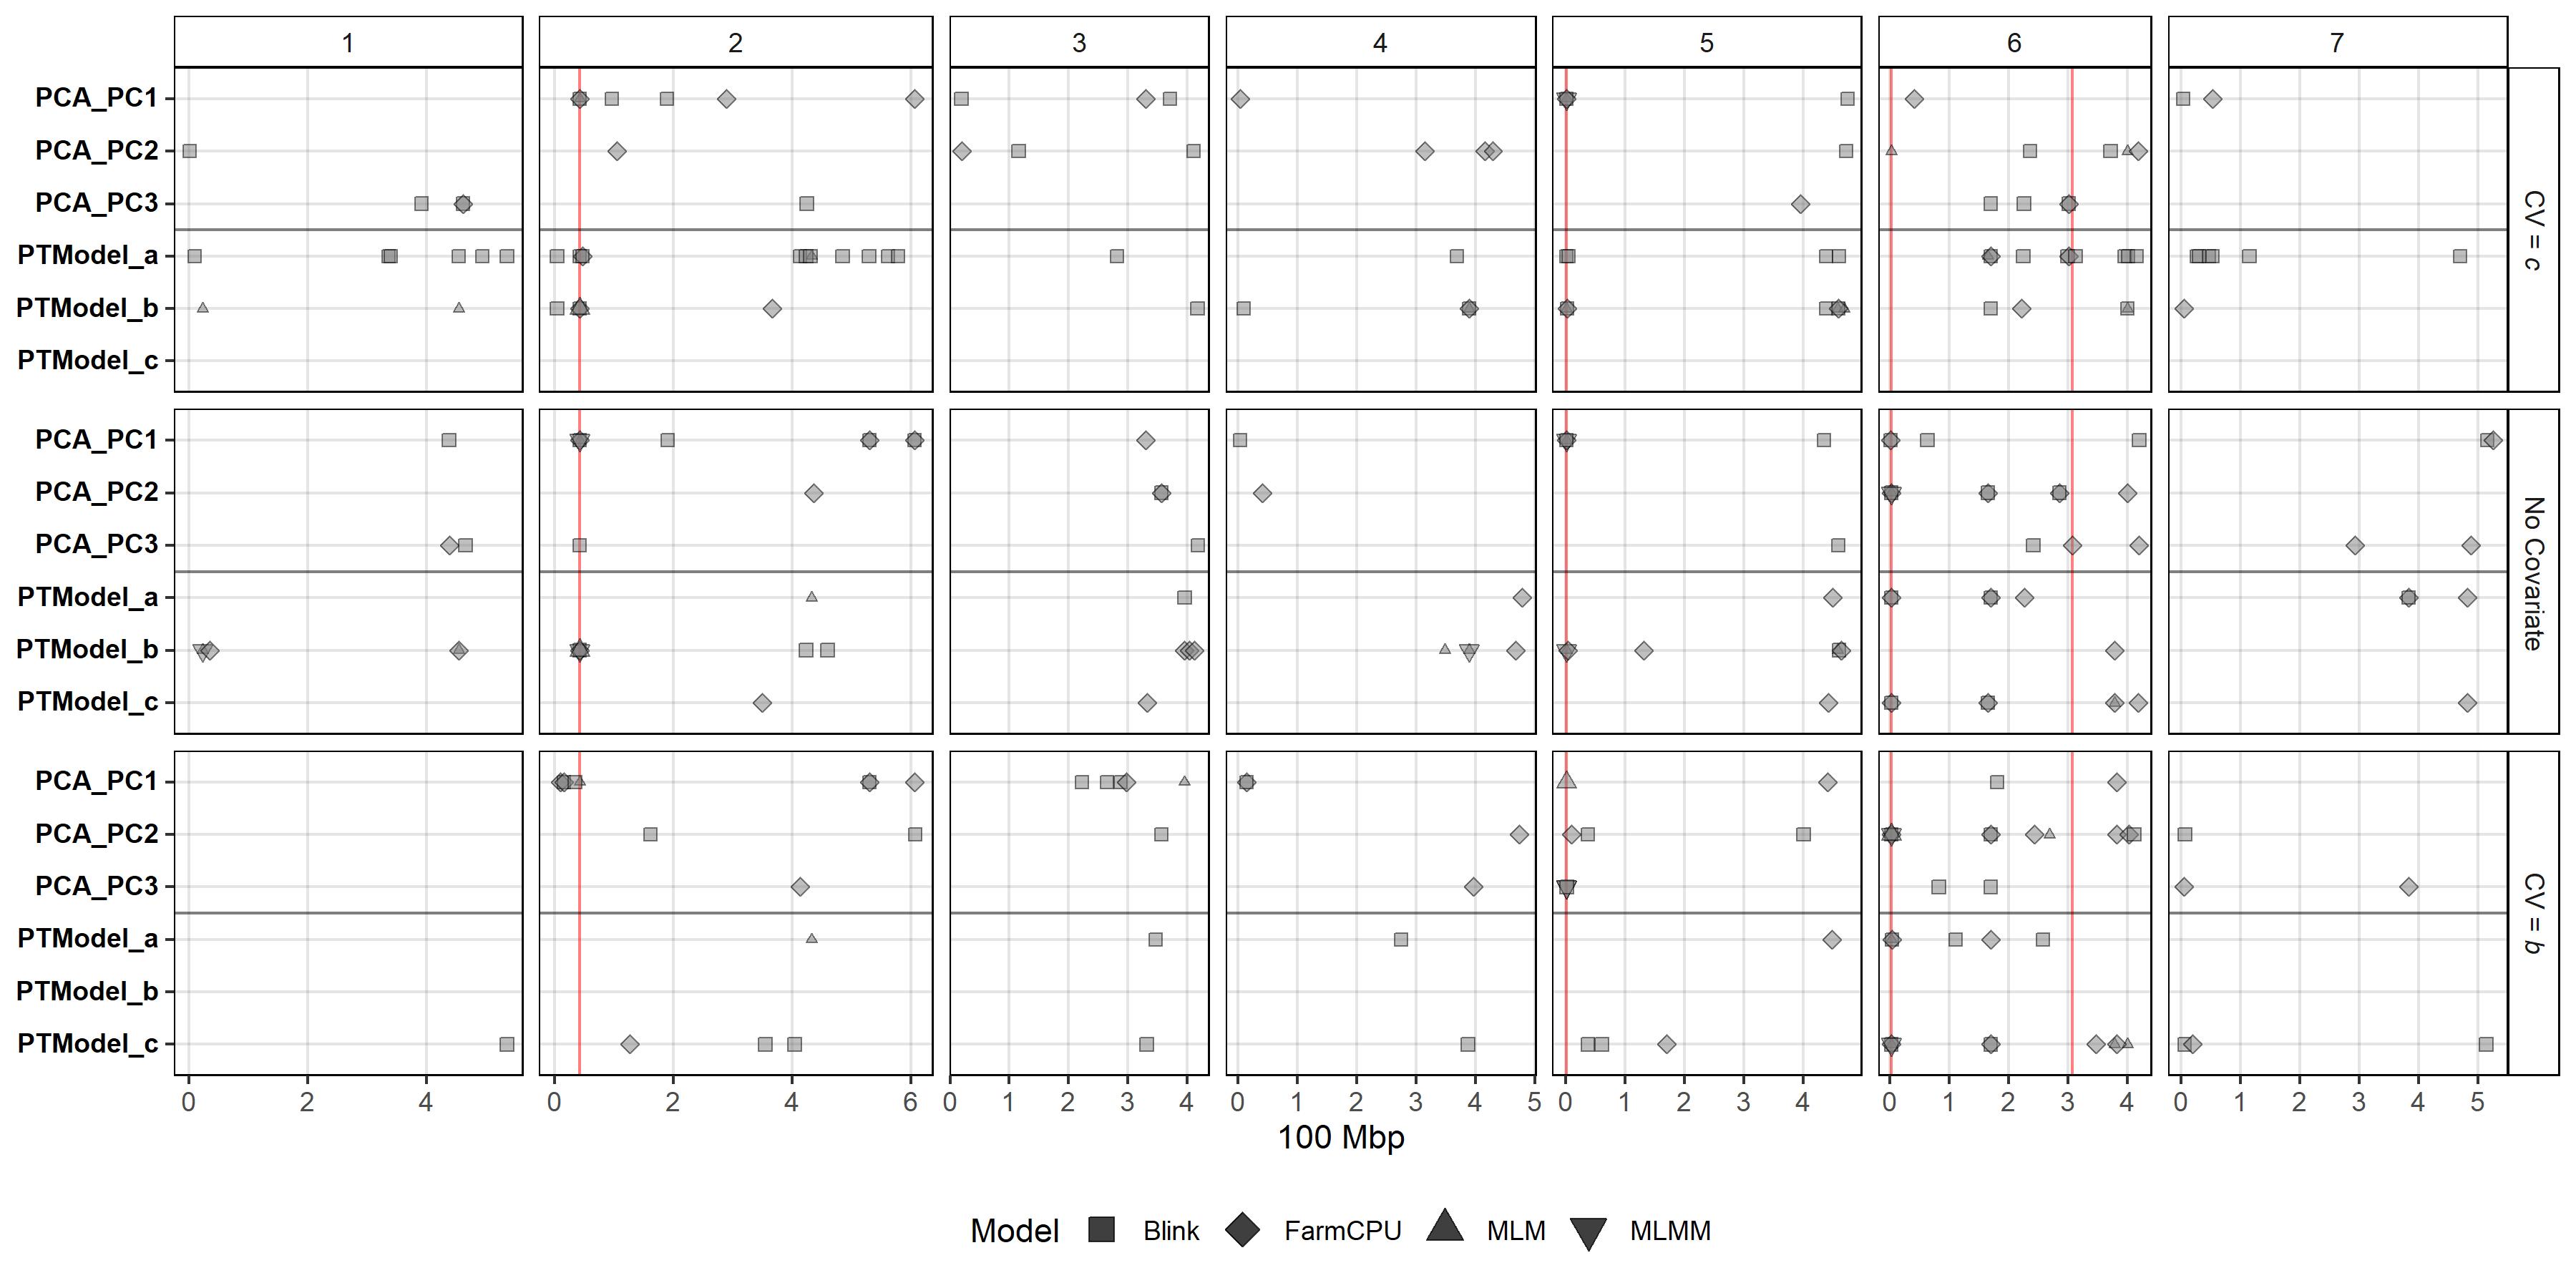 1 2 3 4 5 6 7
PCA_PC1
PCA_PC2
PCA_PC3
PTModel_a
PTModel_b
PTModel_c
CV = c
PCA_PC1
PCA_PC2
PCA_PC3
PTModel_a
PTModel_b
PTModel_c
No Covariate
PCA_PC1
PCA_PC2
PCA_PC3
PTModel_a
PTModel_b
PTModel_c
CV = b
0 2 4 0 2 4 6 0 1 2 3 4 0 1 2 3 4 5 0 1 2 3 4 0 1 2 3 4 0 1 2 3 4 5
100 Mbp
Model Blink FarmCPU MLM MLMM